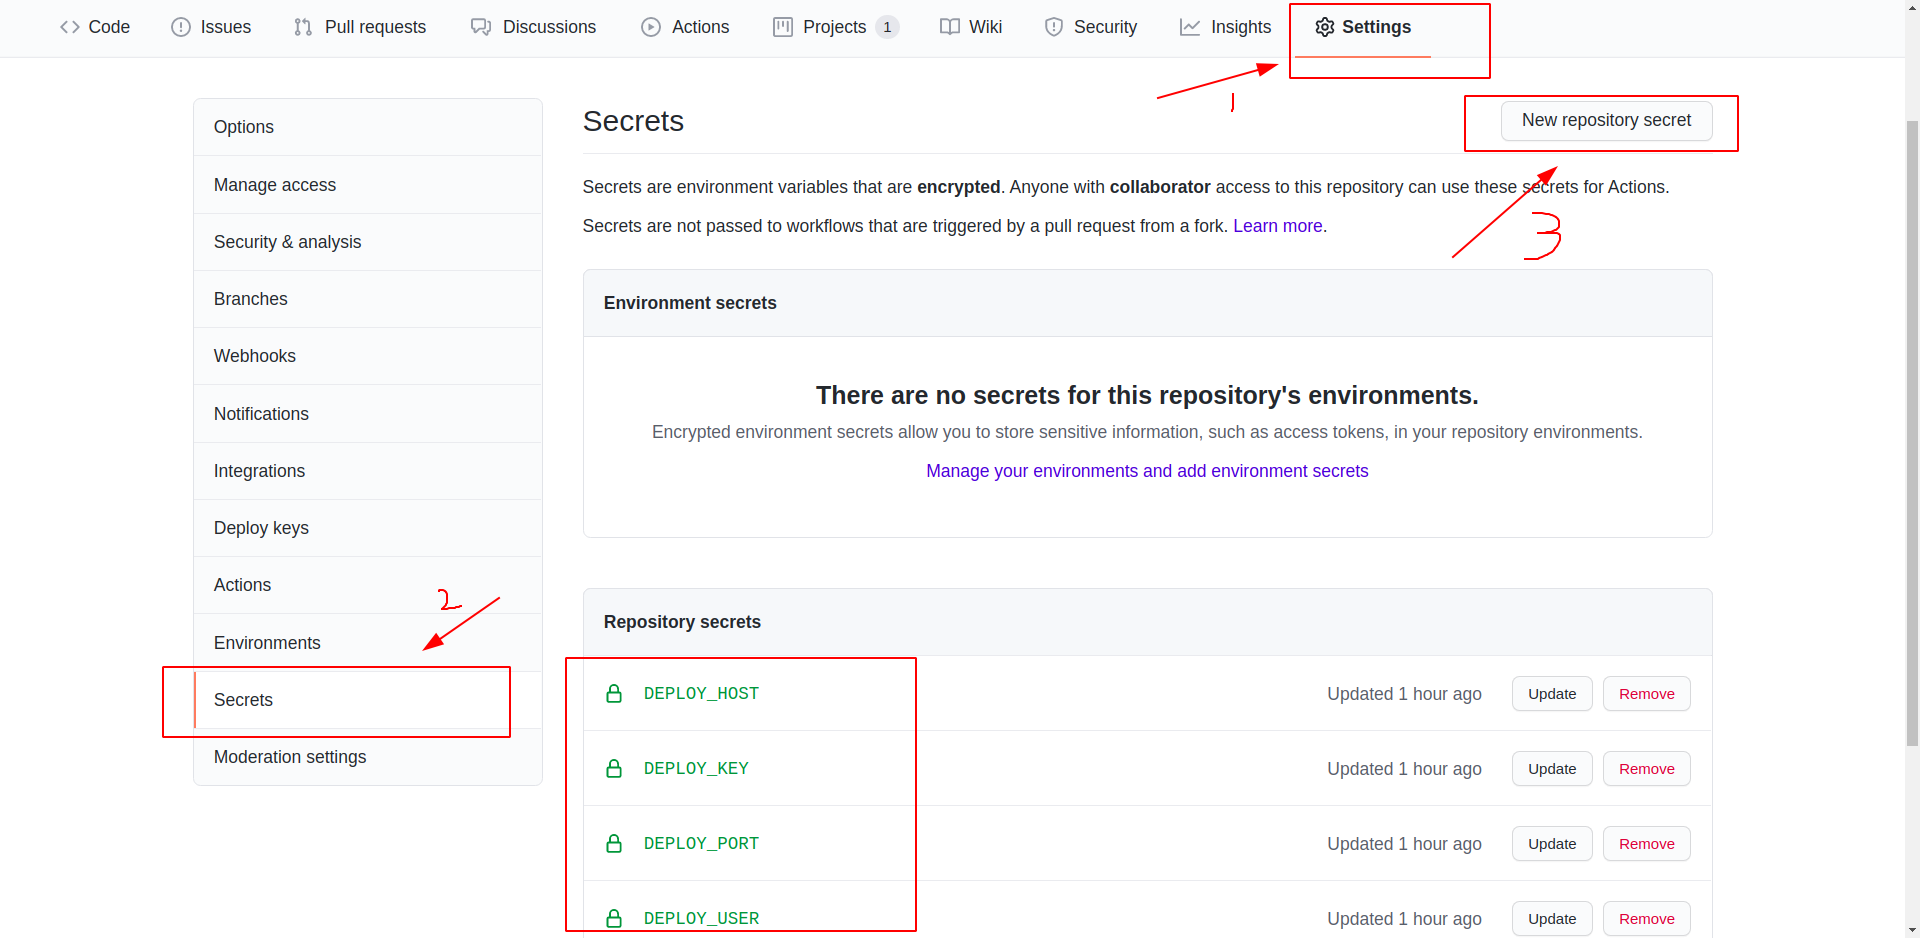 Code Issues Pull requests Discussions Actions Projects 1 Wiki Security Insights Settings
1
Options
Manage access
Security & analysis
Branches
Webhooks
Notifications
Integrations
Deploy keys
Actions
2
Environments
Secrets
Moderation settings
Secrets
New repository secret
Secrets are environment variables that are encrypted. Anyone with collaborator access to this repository can use these secrets for Actions.
Secrets are not passed to workflows that are triggered by a pull request from a fork. Learn more.
3
Environment secrets
There are no secrets for this repository's environments.
Encrypted environment secrets allow you to store sensitive information, such as access tokens, in your repository environments.
Manage your environments and add environment secrets
Repository secrets
DEPLOY_HOST Updated 1 hour ago Update Remove
DEPLOY_KEY Updated 1 hour ago Update Remove
DEPLOY_PORT Updated 1 hour ago Update Remove
DEPLOY_USER Updated 1 hour ago Update Remove